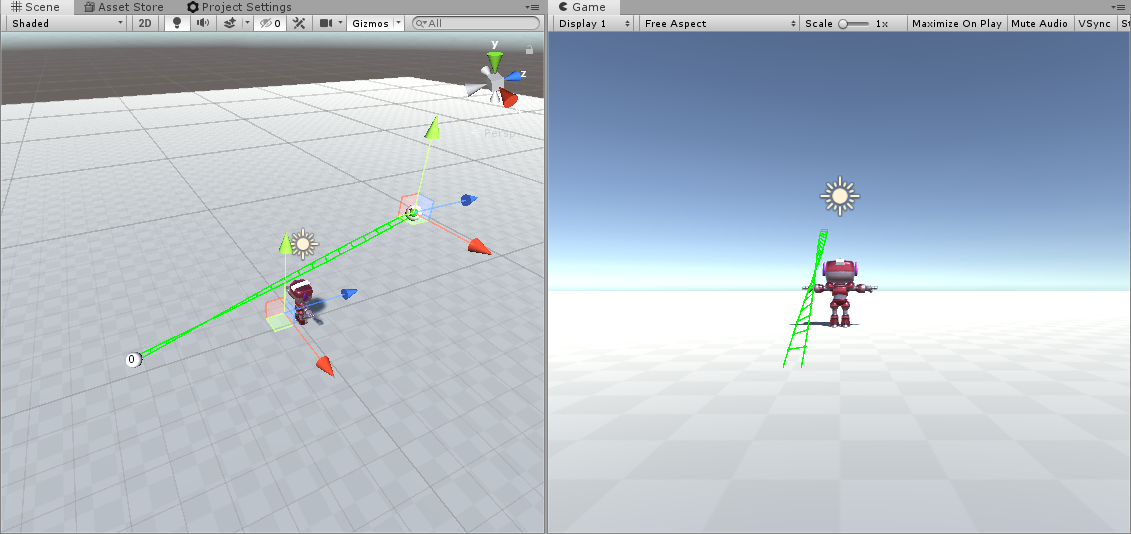 Scene Asset Store Project Settings
Shaded 2D 0 Gizmos All
y
z
Persp
0
Game
Display 1 Free Aspect Scale 1x Maximize On Play Mute Audio VSync St